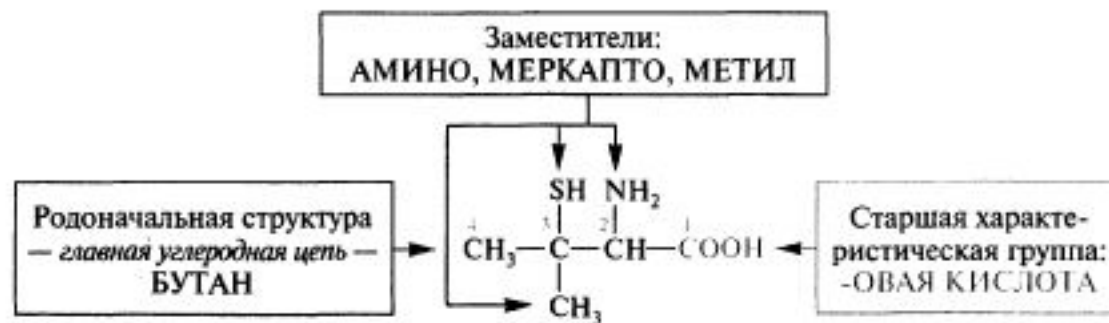 Заместители:
АМИНО, МЕРКАПТО, МЕТИЛ
Родоначальная структура
— главная углеродная цепь —
БУТАН
SH NH₂
4 3 2 1
CH₃—C—CH—COOH
CH₃
Старшая характе-
ристическая группа:
-ОВАЯ КИСЛОТА